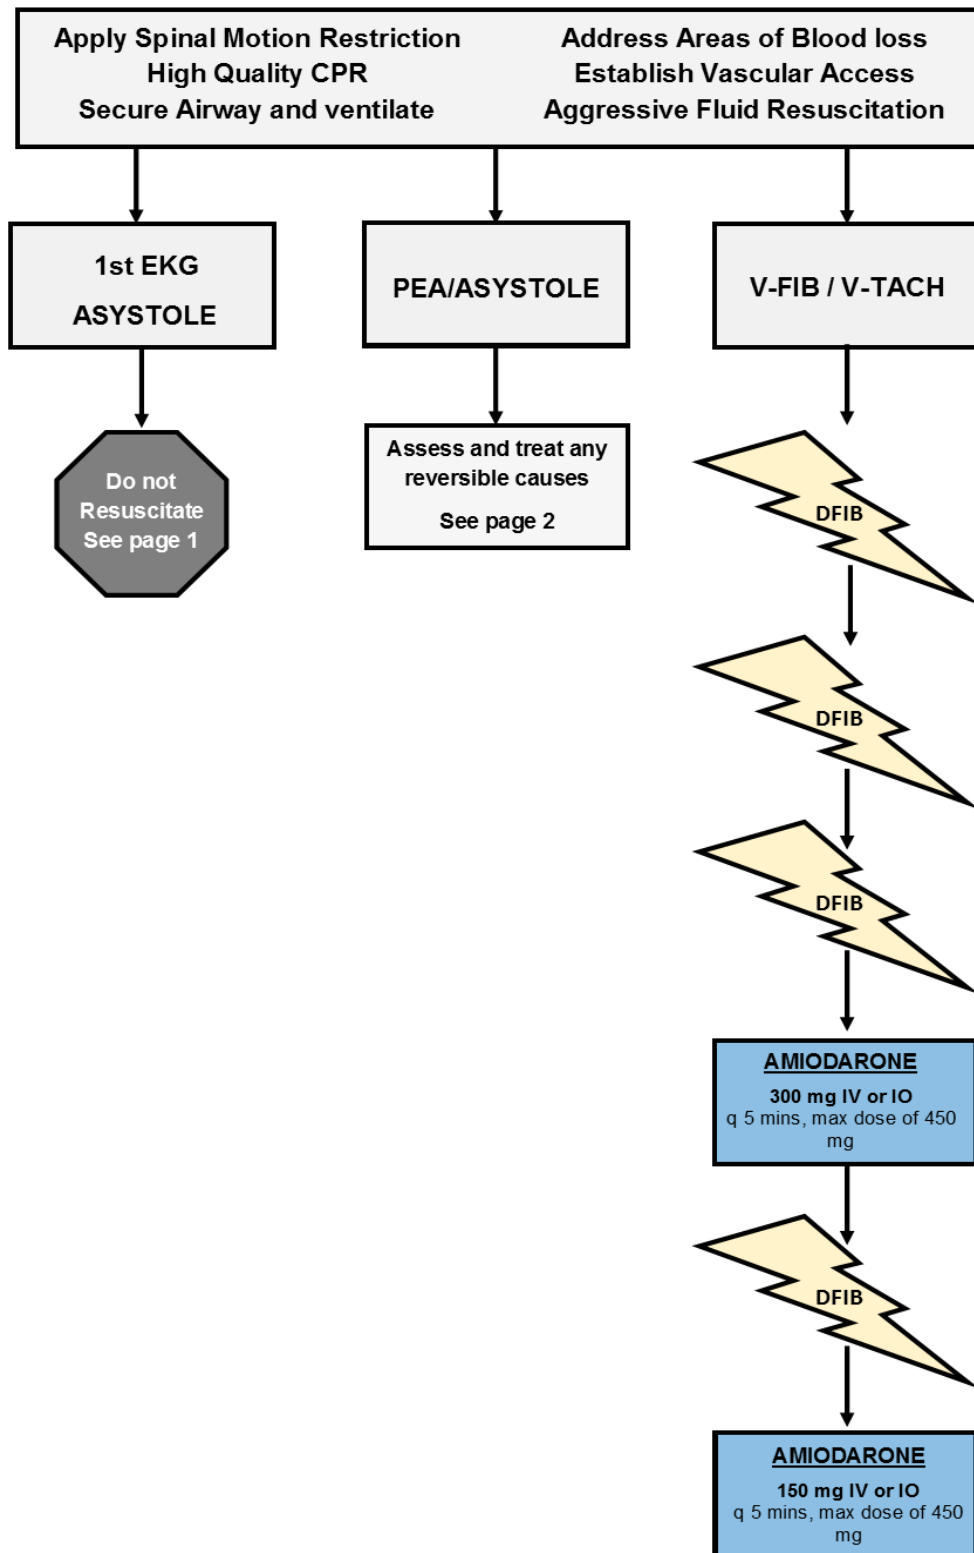 Apply Spinal Motion Restriction
High Quality CPR
Secure Airway and ventilate
Address Areas of Blood loss
Establish Vascular Access
Aggressive Fluid Resuscitation
1st EKG
ASYSTOLE
PEA/ASYSTOLE
V-FIB / V-TACH
Do not
Resuscitate
See page 1
Assess and treat any
reversible causes
See page 2
DFIB
DFIB
DFIB
AMIODARONE
300 mg IV or IO
q 5 mins, max dose of 450
mg
DFIB
AMIODARONE
150 mg IV or IO
q 5 mins, max dose of 450
mg